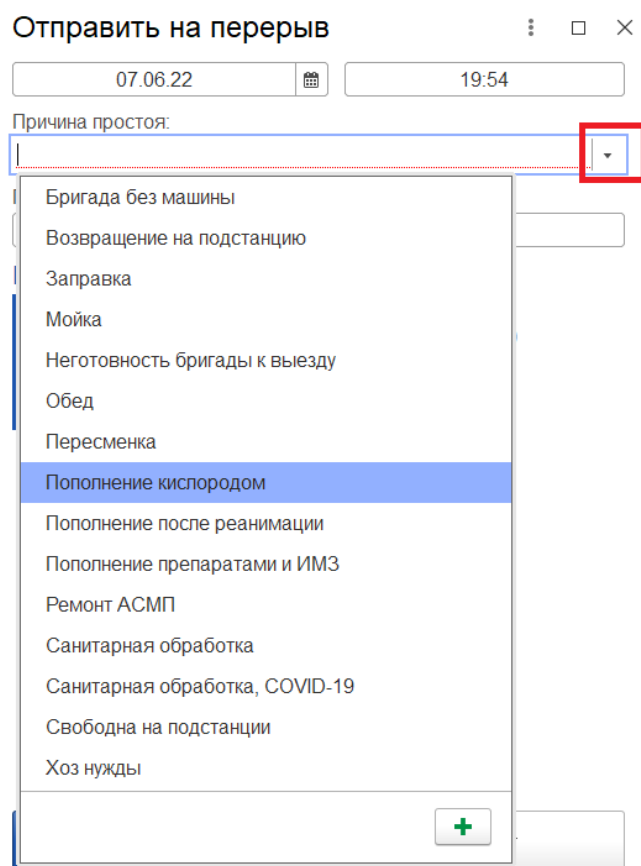 Отправить на перерыв
07.06.22 19:54
Причина простоя:
Бригада без машины
Возвращение на подстанцию
Заправка
Мойка
Неготовность бригады к выезду
Обед
Пересменка
Пополнение кислородом
Пополнение после реанимации
Пополнение препаратами и ИМЗ
Ремонт АСМП
Санитарная обработка
Санитарная обработка, COVID-19
Свободна на подстанции
Хоз нужды